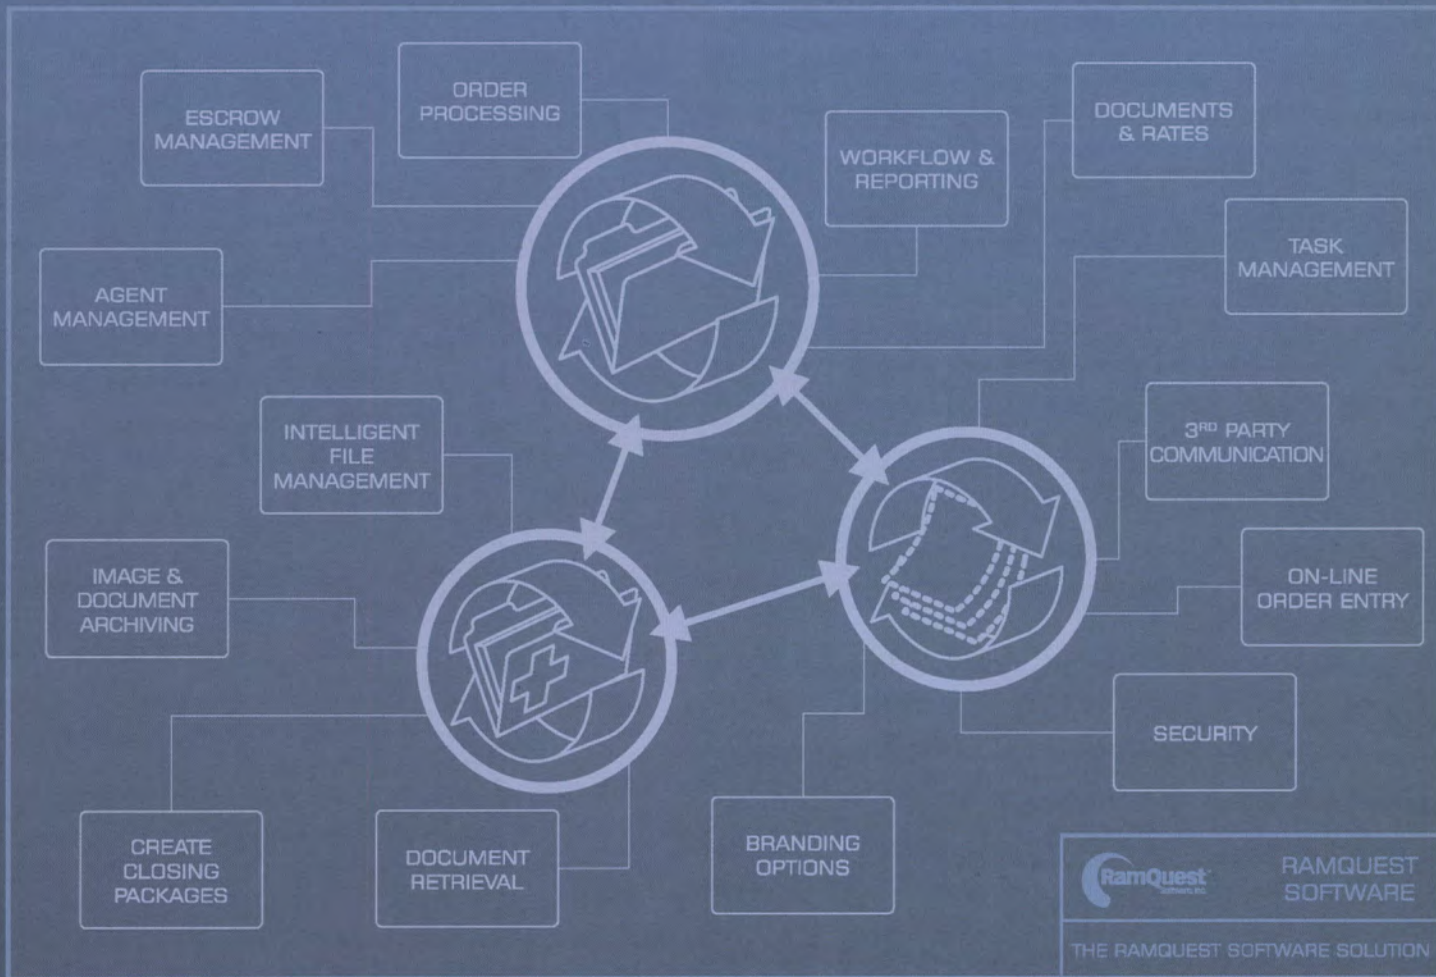 ORDER
PROCESSING
ESCROW
MANAGEMENT
DOCUMENTS
& RATES
WORKFLOW &
REPORTING
AGENT
MANAGEMENT
TASK
MANAGEMENT
INTELLIGENT
FILE
MANAGEMENT
3RD PARTY
COMMUNICATION
IMAGE &
DOCUMENT
ARCHIVING
ON-LINE
ORDER ENTRY
SECURITY
CREATE
CLOSING
PACKAGES
DOCUMENT
RETRIEVAL
BRANDING
OPTIONS
RamQuest
Software, Inc.
RAMQUEST
SOFTWARE
THE RAMQUEST SOFTWARE SOLUTION